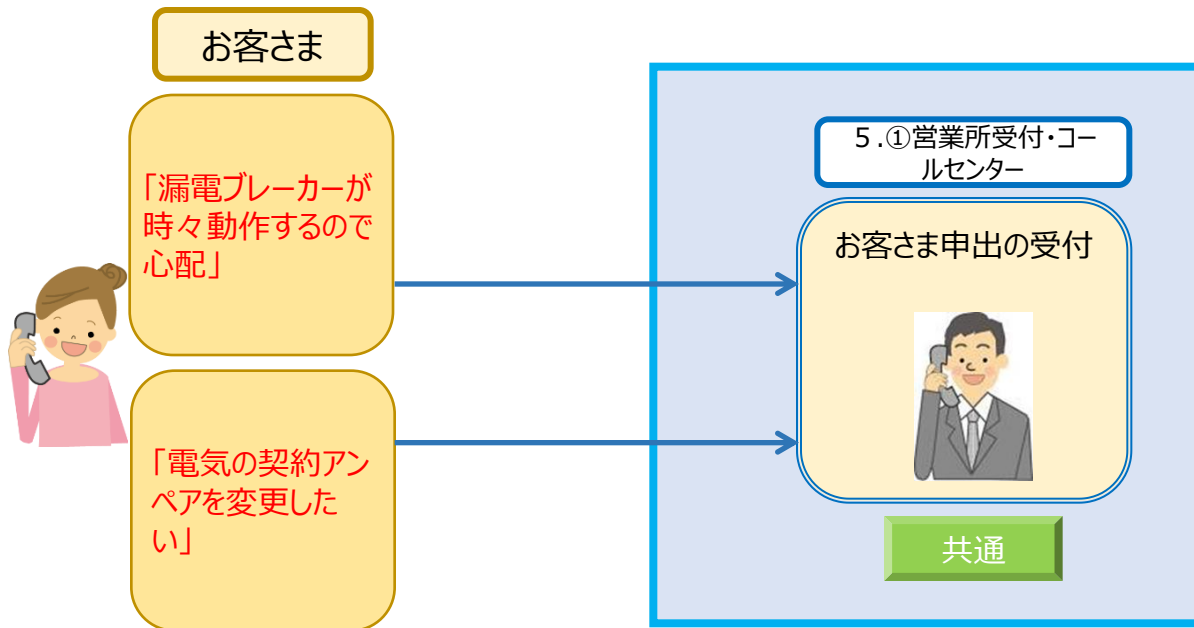 お客さま
「漏電ブレーカーが
時々動作するので
心配」
「電気の契約アン
ペアを変更した
い」
５.①営業所受付・コー
ルセンター
お客さま申出の受付
共通